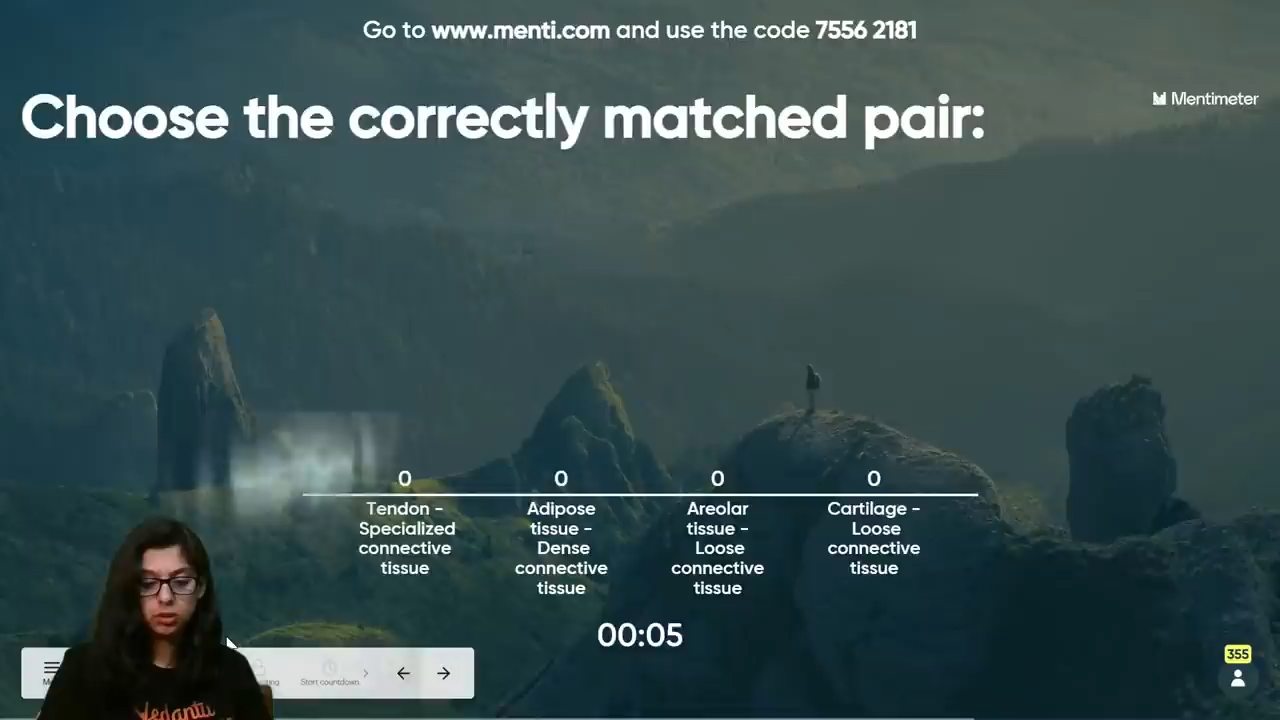 Go to www.menti.com and use the code 7556 2181
Choose the correctly matched pair:
Mentimeter
0
0
0
0
Tendon -
Specialized
connective
tissue
Adipose
tissue -
Dense
connective
tissue
Areolar
tissue -
Loose
connective
tissue
Cartilage -
Loose
connective
tissue
00:05
355
Start countdown
Vedantu